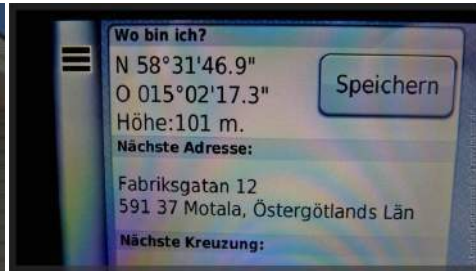 Wo bin ich?
N 58°31'46.9"
O 015°02'17.3"
Höhe:101 m.
Speichern
Nächste Adresse:
Fabriksgatan 12
591 37 Motala, Östergötlands Län
Nächste Kreuzung: